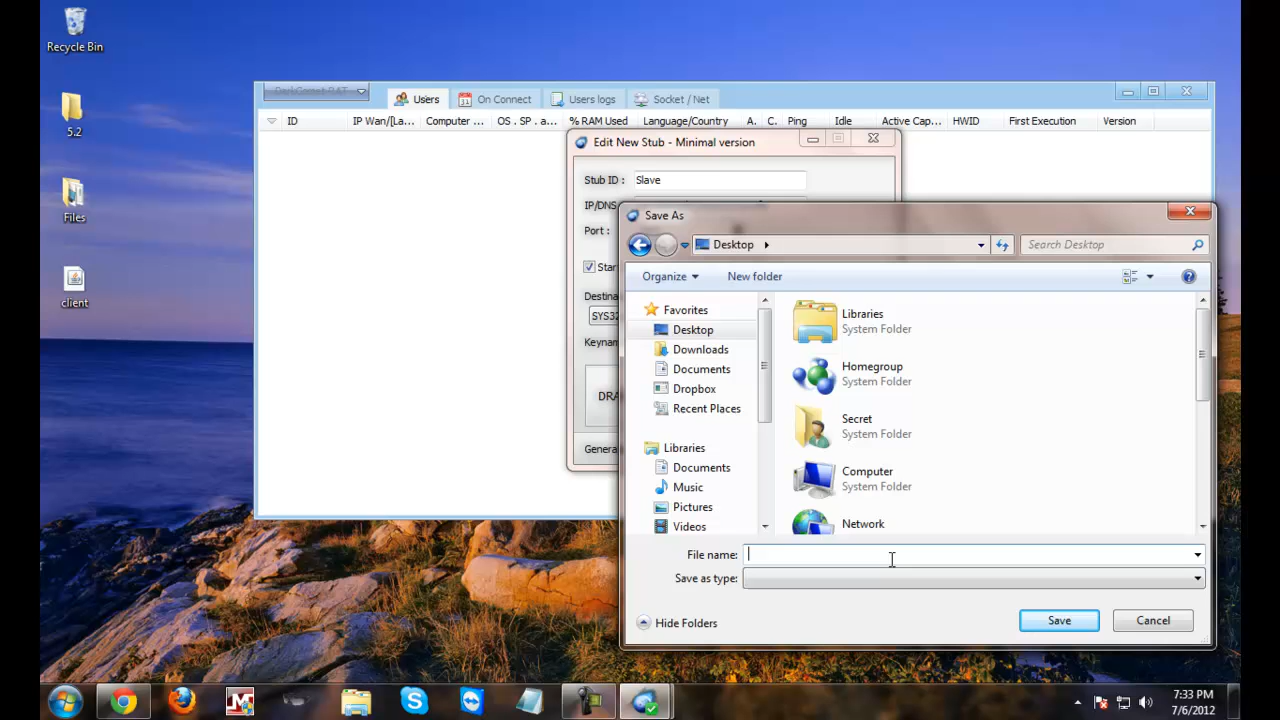 Recycle Bin
5.2
Files
client
DarkComet-RAT
Users
On Connect
Users logs
Socket / Net
ID
IP Wan/[La...
Computer ...
OS . SP . a...
% RAM Used
Language/Country
A.
C.
Ping
Idle
Active Cap...
HWID
First Execution
Version
Edit New Stub - Minimal version
Stub ID :
Slave
IP/DNS
Port :
Star
Destina
SYS32
Keynam
DRA
Genera
Save As
Desktop
Search Desktop
Organize
New folder
Favorites
Desktop
Downloads
Documents
Dropbox
Recent Places
Libraries
Documents
Music
Pictures
Videos
Libraries
System Folder
Homegroup
System Folder
Secret
System Folder
Computer
System Folder
Network
File name:
Save as type:
Hide Folders
Save
Cancel
7:33 PM
7/6/2012